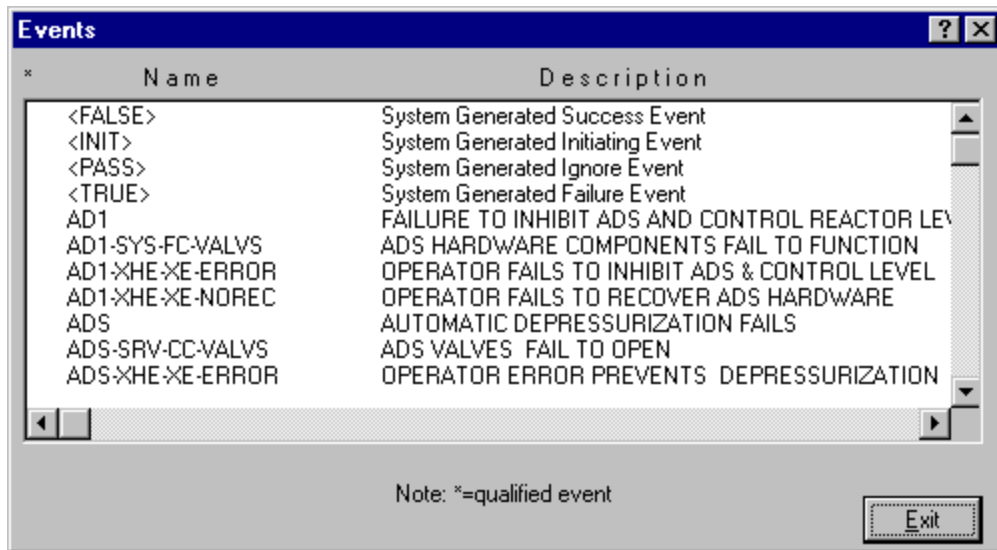 Events
* Name Description
<FALSE> System Generated Success Event
<INIT> System Generated Initiating Event
<PASS> System Generated Ignore Event
<TRUE> System Generated Failure Event
AD1 FAILURE TO INHIBIT ADS AND CONTROL REACTOR LEV
AD1-SYS-FC-VALVS ADS HARDWARE COMPONENTS FAIL TO FUNCTION
AD1-XHE-XE-ERROR OPERATOR FAILS TO INHIBIT ADS & CONTROL LEVEL
AD1-XHE-XE-NOREC OPERATOR FAILS TO RECOVER ADS HARDWARE
ADS AUTOMATIC DEPRESSURIZATION FAILS
ADS-SRV-CC-VALVS ADS VALVES  FAIL TO OPEN
ADS-XHE-XE-ERROR OPERATOR ERROR PREVENTS  DEPRESSURIZATION
Note: *=qualified event
Exit